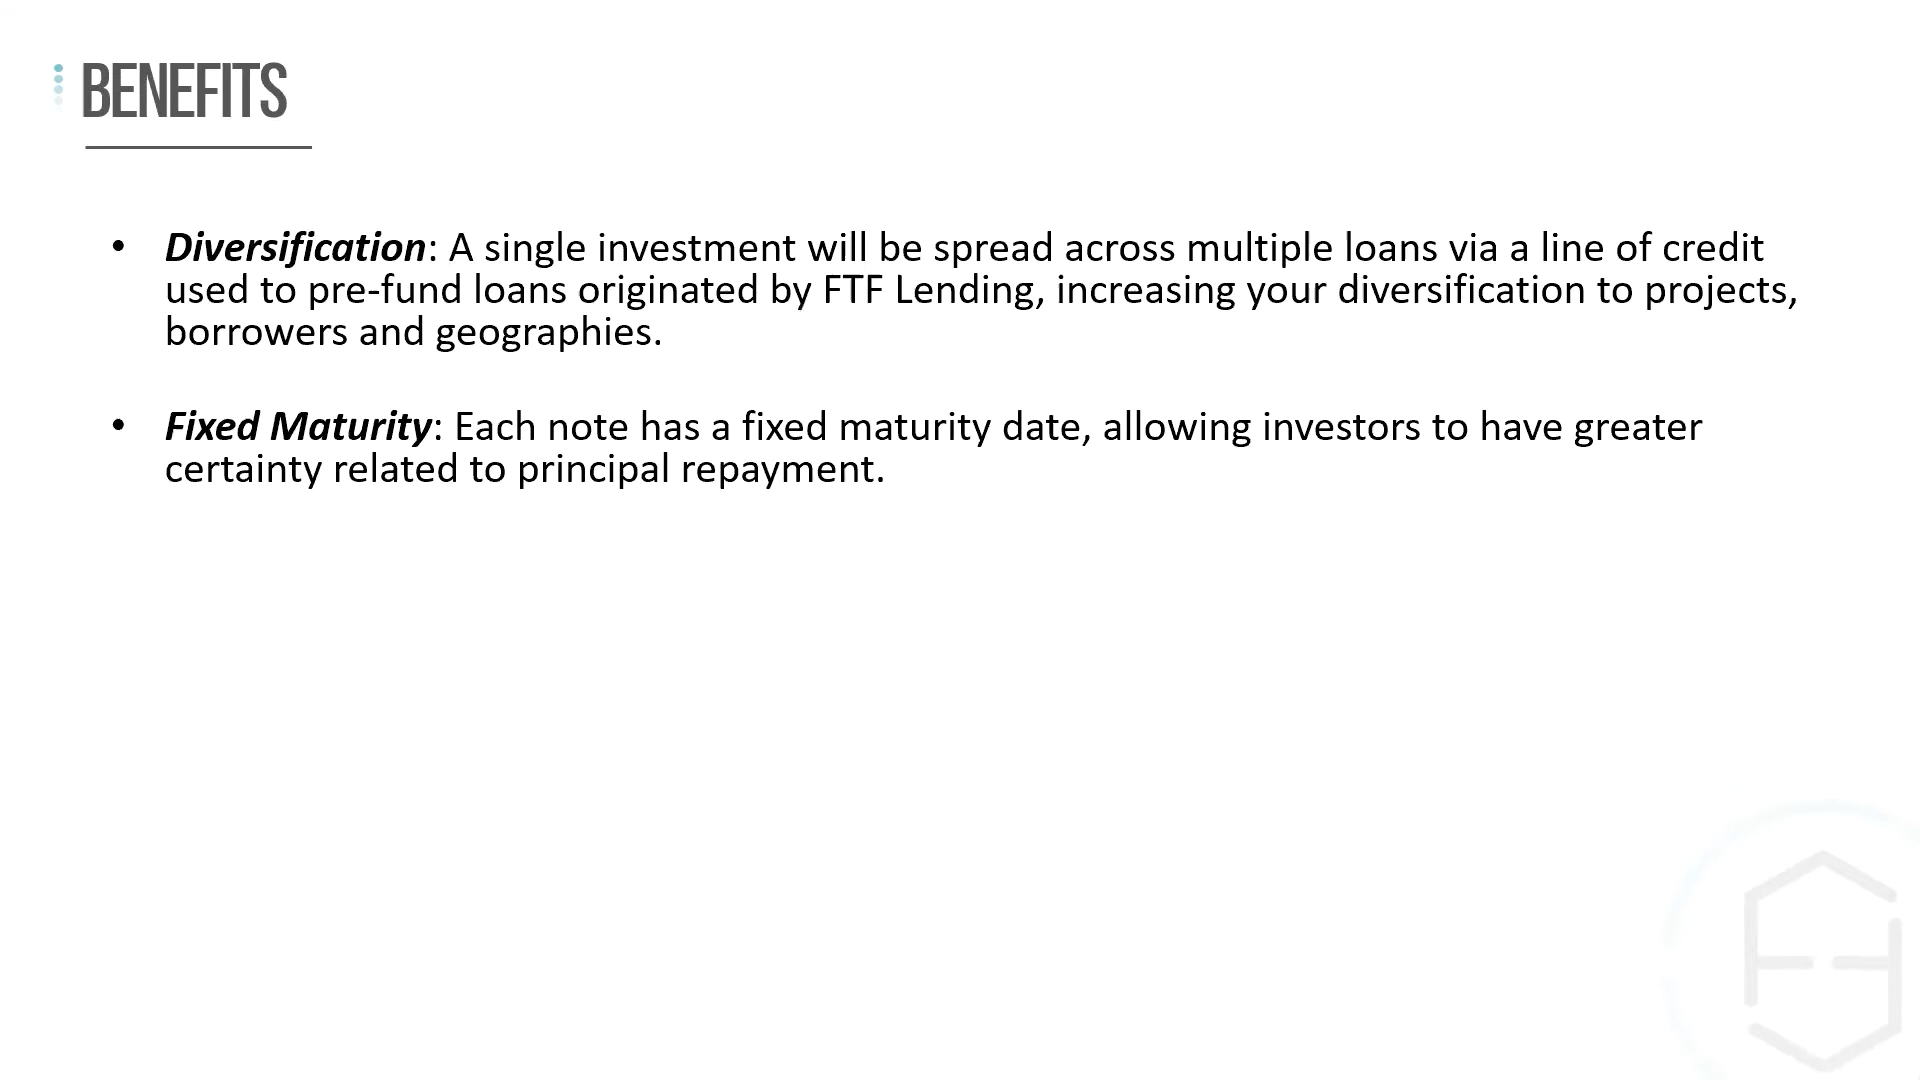 BENEFITS
• Diversification: A single investment will be spread across multiple loans via a line of credit
used to pre-fund loans originated by FTF Lending, increasing your diversification to projects,
borrowers and geographies.
• Fixed Maturity: Each note has a fixed maturity date, allowing investors to have greater
certainty related to principal repayment.